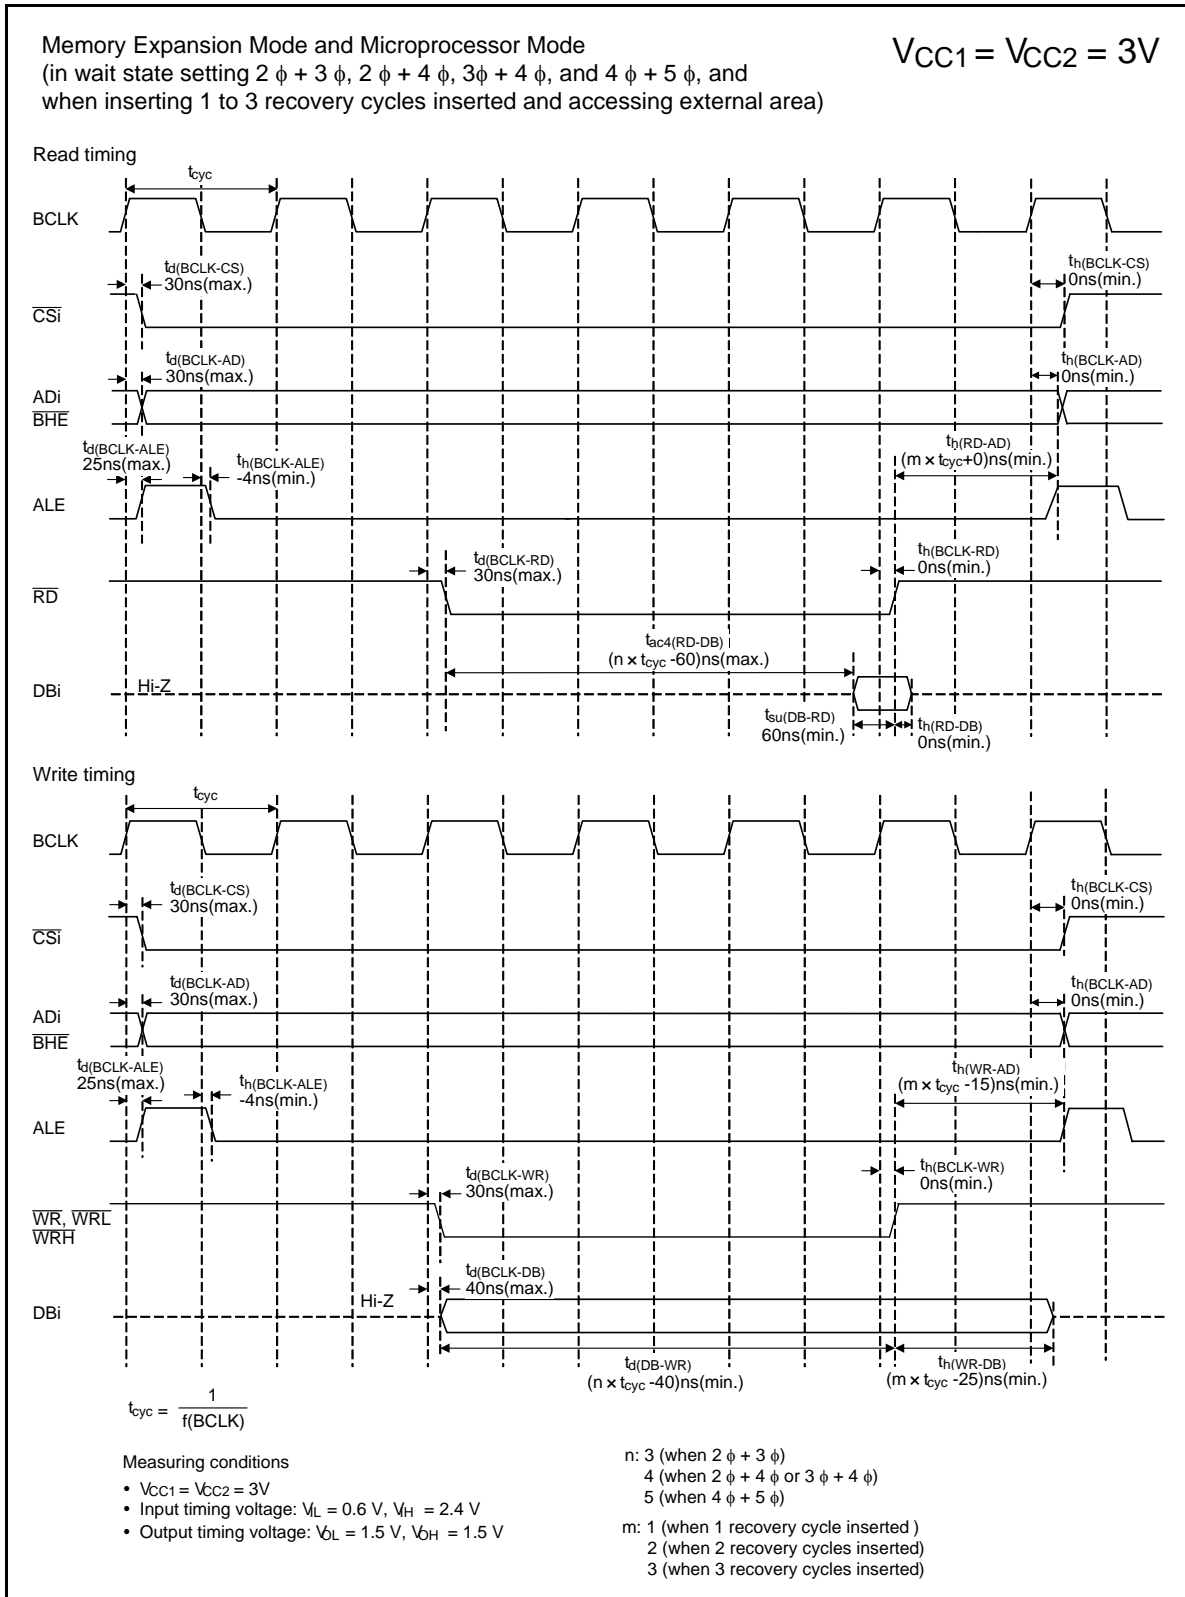 Memory Expansion Mode and Microprocessor Mode
(in wait state setting 2 ϕ + 3 ϕ, 2 ϕ + 4 ϕ, 3ϕ + 4 ϕ, and 4 ϕ + 5 ϕ, and
when inserting 1 to 3 recovery cycles inserted and accessing external area)
VCC1 = VCC2 = 3V
Read timing
tcyc
BCLK
td(BCLK-CS)
30ns(max.)
th(BCLK-CS)
0ns(min.)
CSi
td(BCLK-AD)
30ns(max.)
th(BCLK-AD)
0ns(min.)
ADi
BHE
td(BCLK-ALE)
25ns(max.)
th(BCLK-ALE)
-4ns(min.)
th(RD-AD)
(m × tcyc+0)ns(min.)
ALE
td(BCLK-RD)
30ns(max.)
th(BCLK-RD)
0ns(min.)
RD
tac4(RD-DB)
(n × tcyc -60)ns(max.)
DBi
Hi-Z
tsu(DB-RD)
60ns(min.)
th(RD-DB)
0ns(min.)
Write timing
tcyc
BCLK
td(BCLK-CS)
30ns(max.)
th(BCLK-CS)
0ns(min.)
CSi
td(BCLK-AD)
30ns(max.)
th(BCLK-AD)
0ns(min.)
ADi
BHE
td(BCLK-ALE)
25ns(max.)
th(BCLK-ALE)
-4ns(min.)
th(WR-AD)
(m × tcyc -15)ns(min.)
ALE
td(BCLK-WR)
30ns(max.)
th(BCLK-WR)
0ns(min.)
WR, WRL
WRH
td(BCLK-DB)
40ns(max.)
Hi-Z
DBi
td(DB-WR)
(n × tcyc -40)ns(min.)
th(WR-DB)
(m × tcyc -25)ns(min.)
tcyc = 1
f(BCLK)
Measuring conditions
• VCC1 = VCC2 = 3V
• Input timing voltage: VIL = 0.6 V, VIH = 2.4 V
• Output timing voltage: VOL = 1.5 V, VOH = 1.5 V
n: 3 (when 2 ϕ + 3 ϕ)
4 (when 2 ϕ + 4 ϕ or 3 ϕ + 4 ϕ)
5 (when 4 ϕ + 5 ϕ)
m: 1 (when 1 recovery cycle inserted )
2 (when 2 recovery cycles inserted)
3 (when 3 recovery cycles inserted)